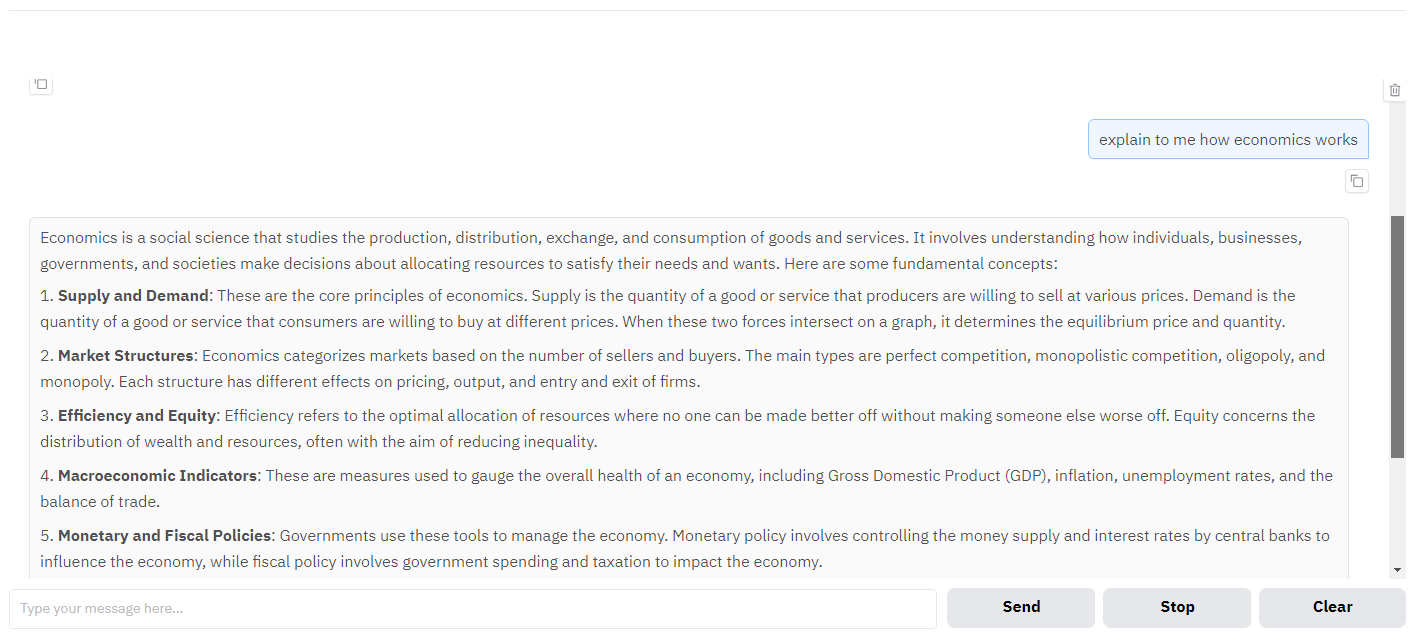 explain to me how economics works
Economics is a social science that studies the production, distribution, exchange, and consumption of goods and services. It involves understanding how individuals, businesses,
governments, and societies make decisions about allocating resources to satisfy their needs and wants. Here are some fundamental concepts:
1. Supply and Demand: These are the core principles of economics. Supply is the quantity of a good or service that producers are willing to sell at various prices. Demand is the
quantity of a good or service that consumers are willing to buy at different prices. When these two forces intersect on a graph, it determines the equilibrium price and quantity.
2. Market Structures: Economics categorizes markets based on the number of sellers and buyers. The main types are perfect competition, monopolistic competition, oligopoly, and
monopoly. Each structure has different effects on pricing, output, and entry and exit of firms.
3. Efficiency and Equity: Efficiency refers to the optimal allocation of resources where no one can be made better off without making someone else worse off. Equity concerns the
distribution of wealth and resources, often with the aim of reducing inequality.
4. Macroeconomic Indicators: These are measures used to gauge the overall health of an economy, including Gross Domestic Product (GDP), inflation, unemployment rates, and the
balance of trade.
5. Monetary and Fiscal Policies: Governments use these tools to manage the economy. Monetary policy involves controlling the money supply and interest rates by central banks to
influence the economy, while fiscal policy involves government spending and taxation to impact the economy.
Type your message here...
Send
Stop
Clear